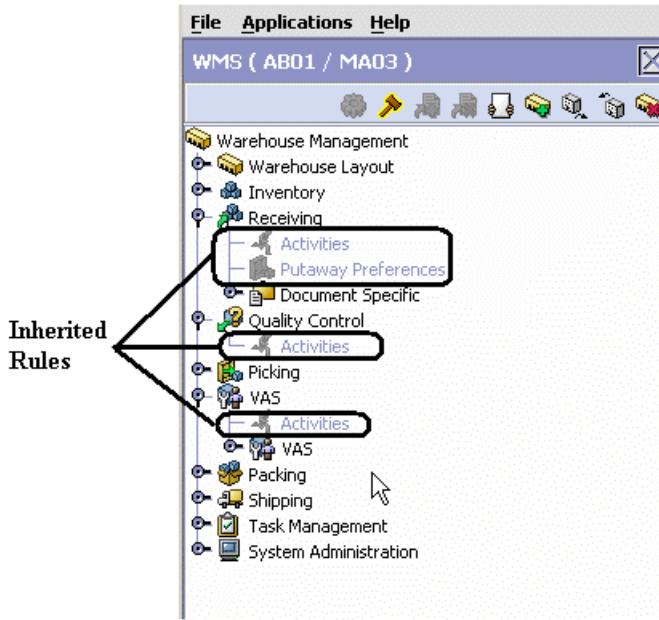 File Applications Help
WMS ( AB01 / MA03 )
Warehouse Management
Warehouse Layout
Inventory
Receiving
Activities
Putaway Preferences
Document Specific
Quality Control
Activities
Picking
VAS
Activities
VAS
Packing
Shipping
Task Management
System Administration
Inherited
Rules